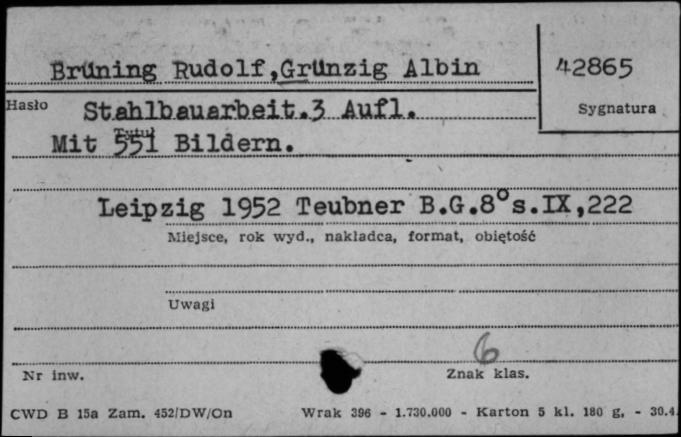 Brüning Rudolf,Grünzig Albin
42865
Hasło
Stahlbauarbeit.3 Aufl.
Sygnatura
Tytuł
Mit 551 Bildern.
Leipzig 1952 Teubner B.G.8°s.IX,222
Miejsce, rok wyd., nakładca, format, objętość
Uwagi
6
Nr inw.
Znak klas.
CWD B 15a Zam. 452/DW/On
Wrak 396 - 1.730.000 - Karton 5 kl. 180 g. - 30.4.